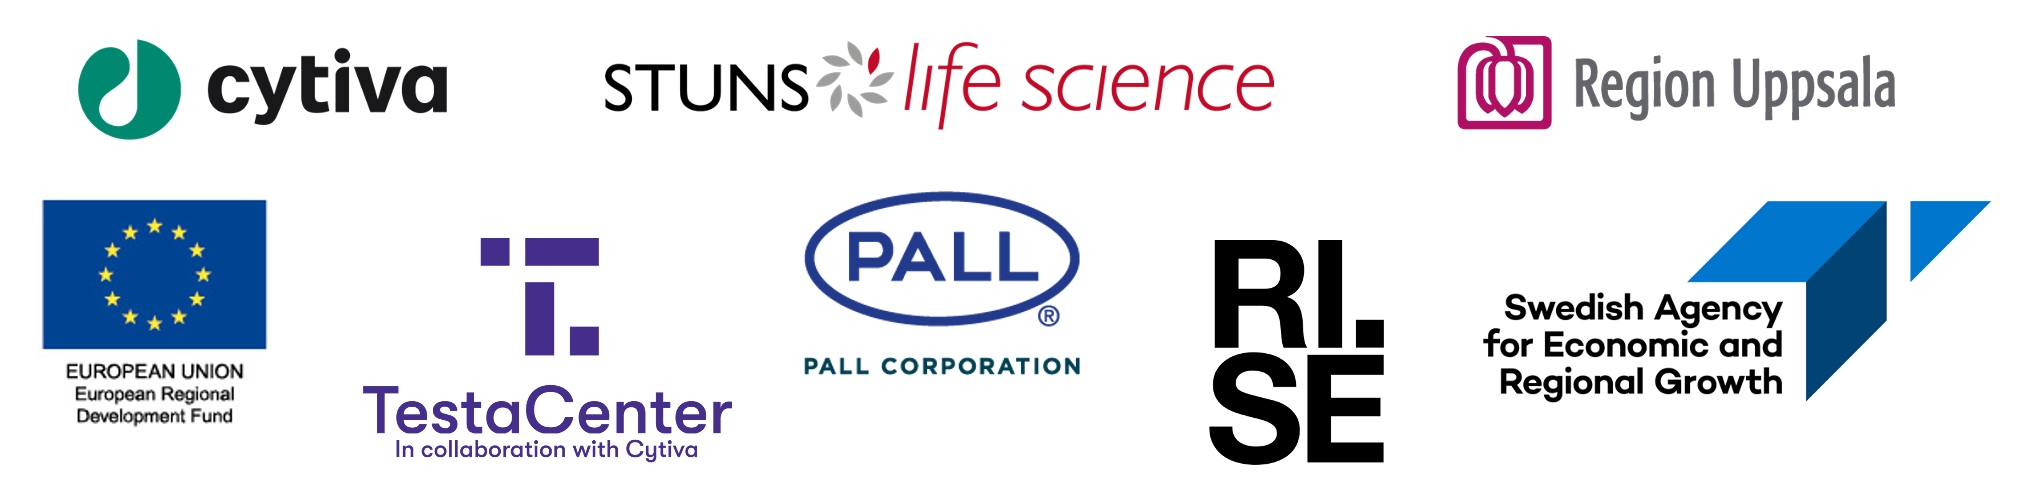 cytiva
STUNS life science
Region Uppsala
EUROPEAN UNION
European Regional
Development Fund
T.
TestaCenter
In collaboration with Cytiva
PALL
®
PALL CORPORATION
RI.
SE
Swedish Agency
for Economic and
Regional Growth